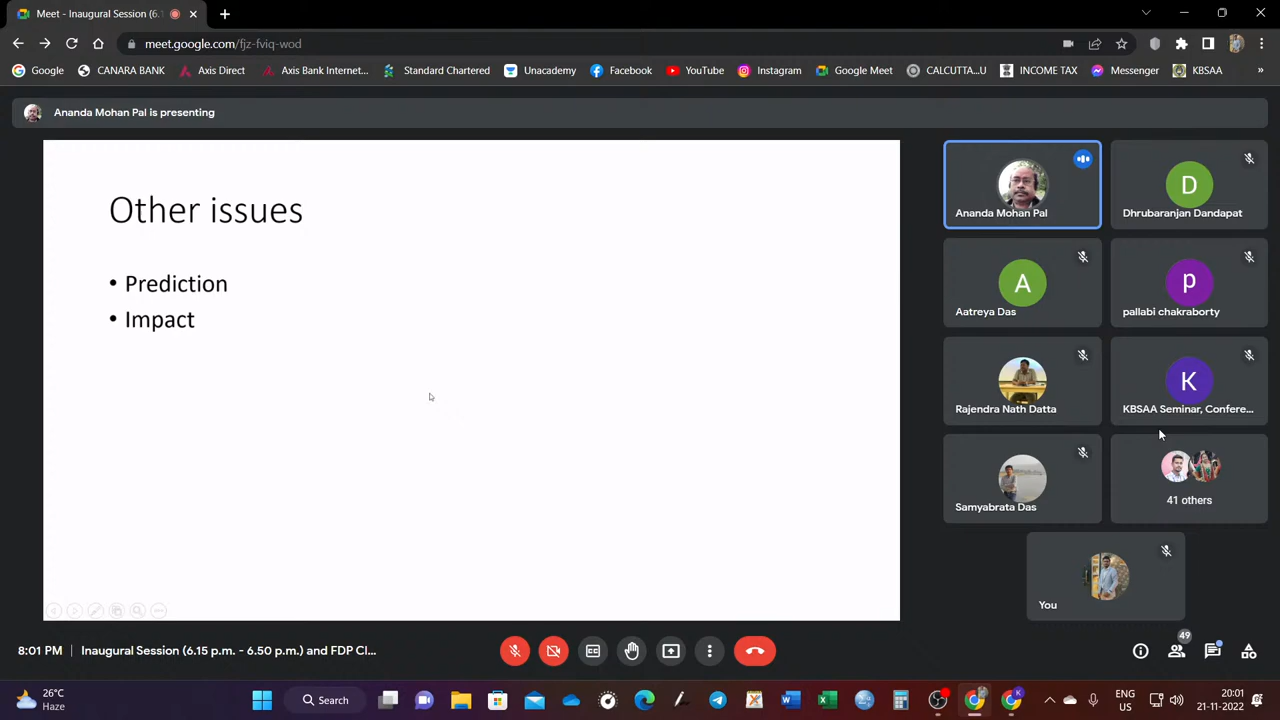 Meet - Inaugural Session (6.1
meet.google.com/fjz-fviq-wod
Google
CANARA BANK
Axis Direct
Axis Bank Internet...
Standard Chartered
Unacademy
Facebook
YouTube
Instagram
Google Meet
CALCUTTA...U
INCOME TAX
Messenger
KBSAA
»
Ananda Mohan Pal is presenting
Other issues
• Prediction
• Impact
Ananda Mohan Pal
D
Dhrubaranjan Dandapat
A
Aatreya Das
p
pallabi chakraborty
Rajendra Nath Datta
K
KBSAA Seminar, Confere...
Samyabrata Das
41 others
You
8:01 PM
Inaugural Session (6.15 p.m. - 6.50 p.m.) and FDP Cl...
49
26°C
Haze
Search
ENG
US
20:01
21-11-2022